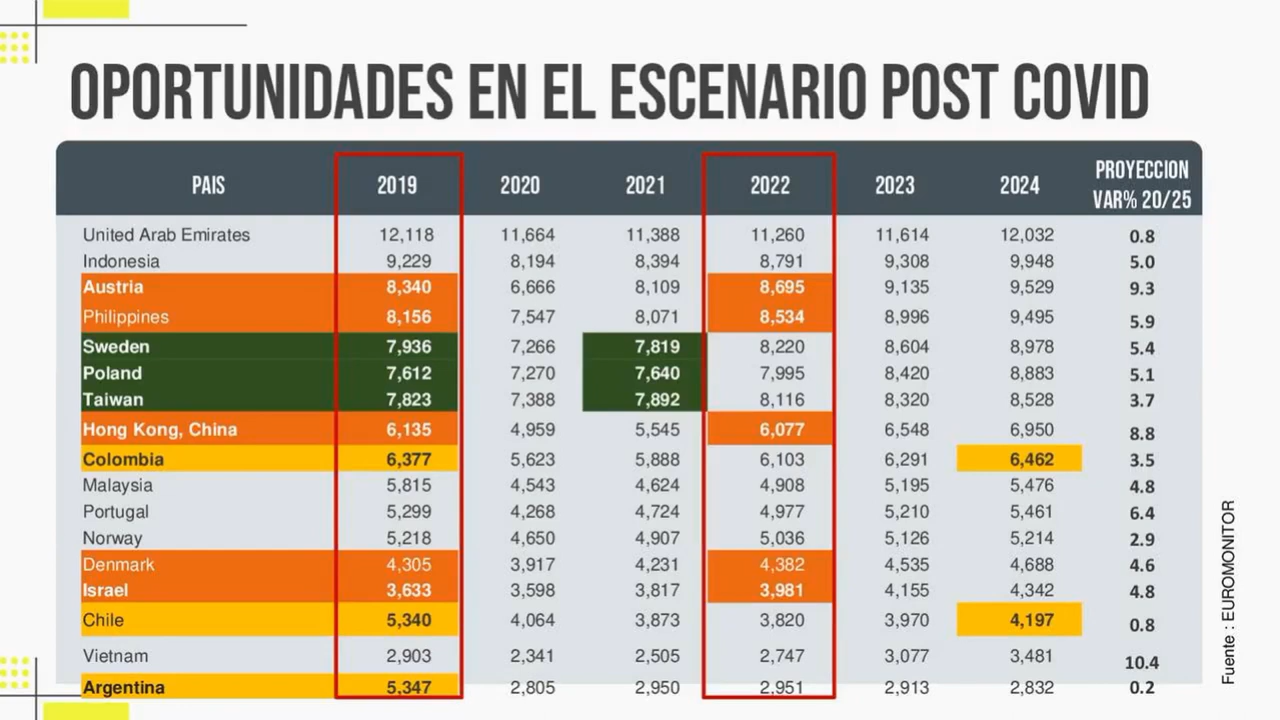 OPORTUNIDADES EN EL ESCENARIO POST COVID
PAIS 2019 2020 2021 2022 2023 2024 PROYECCION VAR% 20/25
United Arab Emirates 12,118 11,664 11,388 11,260 11,614 12,032 0.8
Indonesia 9,229 8,194 8,394 8,791 9,308 9,948 5.0
Austria 8,340 6,666 8,109 8,695 9,135 9,529 9.3
Philippines 8,156 7,547 8,071 8,534 8,996 9,495 5.9
Sweden 7,936 7,266 7,819 8,220 8,604 8,978 5.4
Poland 7,612 7,270 7,640 7,995 8,420 8,883 5.1
Taiwan 7,823 7,388 7,892 8,116 8,320 8,528 3.7
Hong Kong, China 6,135 4,959 5,545 6,077 6,548 6,950 8.8
Colombia 6,377 5,623 5,888 6,103 6,291 6,462 3.5
Malaysia 5,815 4,543 4,624 4,908 5,195 5,476 4.8
Portugal 5,299 4,268 4,724 4,977 5,210 5,461 6.4
Norway 5,218 4,650 4,907 5,036 5,126 5,214 2.9
Denmark 4,305 3,917 4,231 4,382 4,535 4,688 4.6
Israel 3,633 3,598 3,817 3,981 4,155 4,342 4.8
Chile 5,340 4,064 3,873 3,820 3,970 4,197 0.8
Vietnam 2,903 2,341 2,505 2,747 3,077 3,481 10.4
Argentina 5,347 2,805 2,950 2,951 2,913 2,832 0.2
Fuente : EUROMONITOR